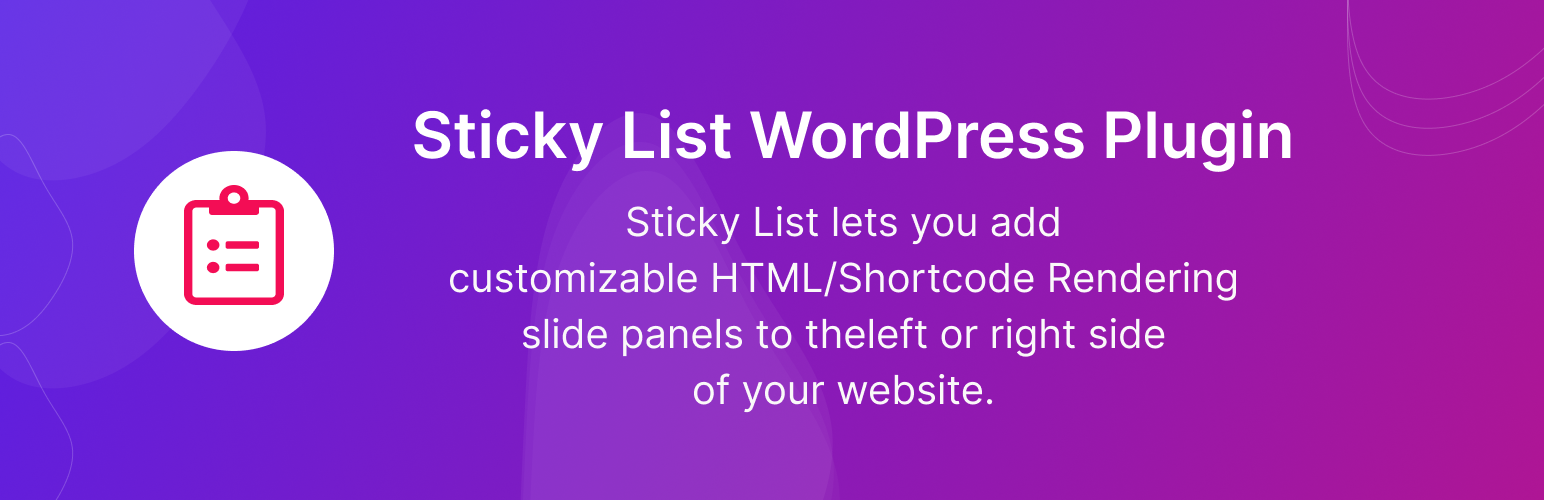 Sticky List WordPress Plugin
Sticky List lets you add
customizable HTML/Shortcode Rendering
slide panels to theleft or right side
of your website.